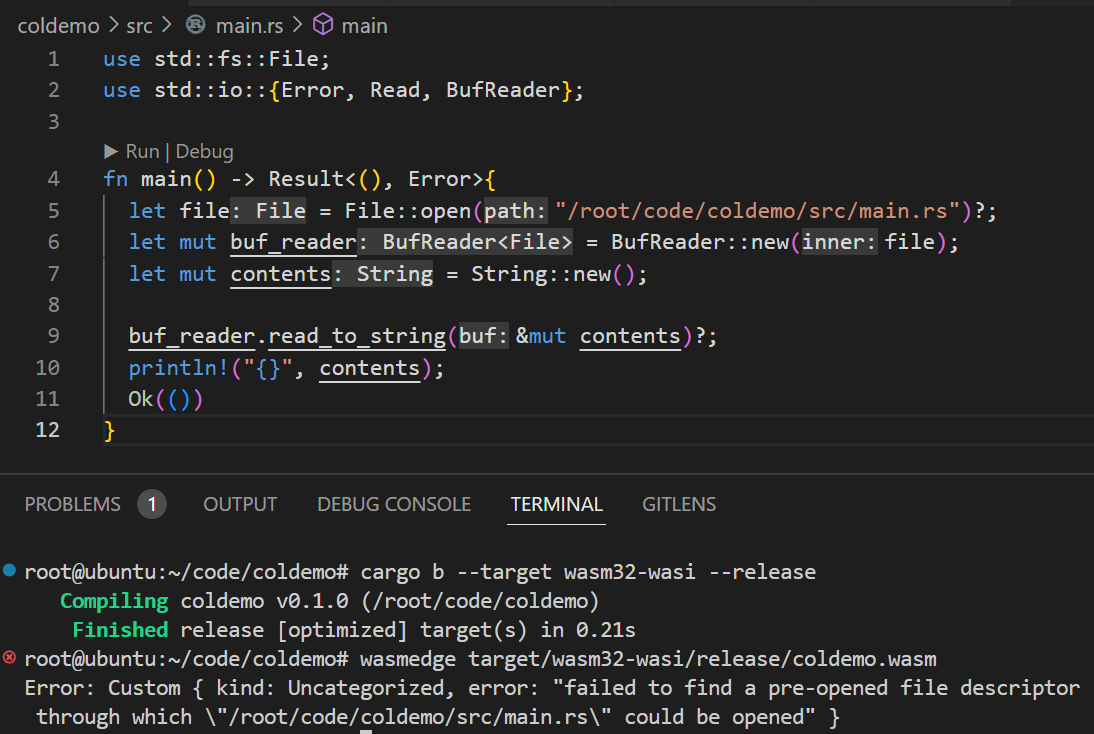 coldemo > src > main.rs > main
1 use std::fs::File;
2 use std::io::{Error, Read, BufReader};
3
▶ Run | Debug
4 fn main() -> Result<(), Error>{
5 let file: File = File::open(path: "/root/code/coldemo/src/main.rs")?;
6 let mut buf_reader: BufReader<File> = BufReader::new(inner: file);
7 let mut contents: String = String::new();
8
9 buf_reader.read_to_string(buf: &mut contents)?;
10 println!("{}", contents);
11 Ok(())
12 }
PROBLEMS 1 OUTPUT DEBUG CONSOLE TERMINAL GITLENS
root@ubuntu:~/code/coldemo# cargo b --target wasm32-wasi --release
Compiling coldemo v0.1.0 (/root/code/coldemo)
Finished release [optimized] target(s) in 0.21s
root@ubuntu:~/code/coldemo# wasmedge target/wasm32-wasi/release/coldemo.wasm
Error: Custom { kind: Uncategorized, error: "failed to find a pre-opened file descriptor
through which \"/root/code/coldemo/src/main.rs\" could be opened" }